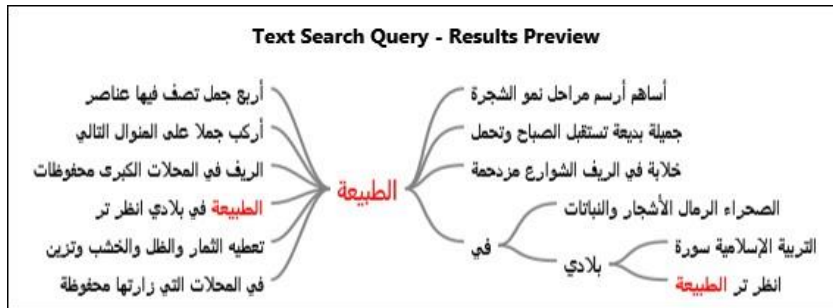 Text Search Query - Results Preview
أساهم أرسم مراحل نمو الشجرة
جميلة بديعة تستقبل الصباح وتحمل
خلابة في الريف الشوارع مزدحمة
الصحراء الرمال الأشجار والنباتات
في
التربية الإسلامية سورة
بلادي
انظر تر الطبيعة
الطبيعة
أربع جمل تصف فيها عناصر
أركب جملا على المنوال التالي
الريف في المحلات الكبرى محفوظات
الطبيعة في بلادي انظر تر
تعطيه الثمار والظل والخشب وتزين
في المحلات التي زارتها محفوظة